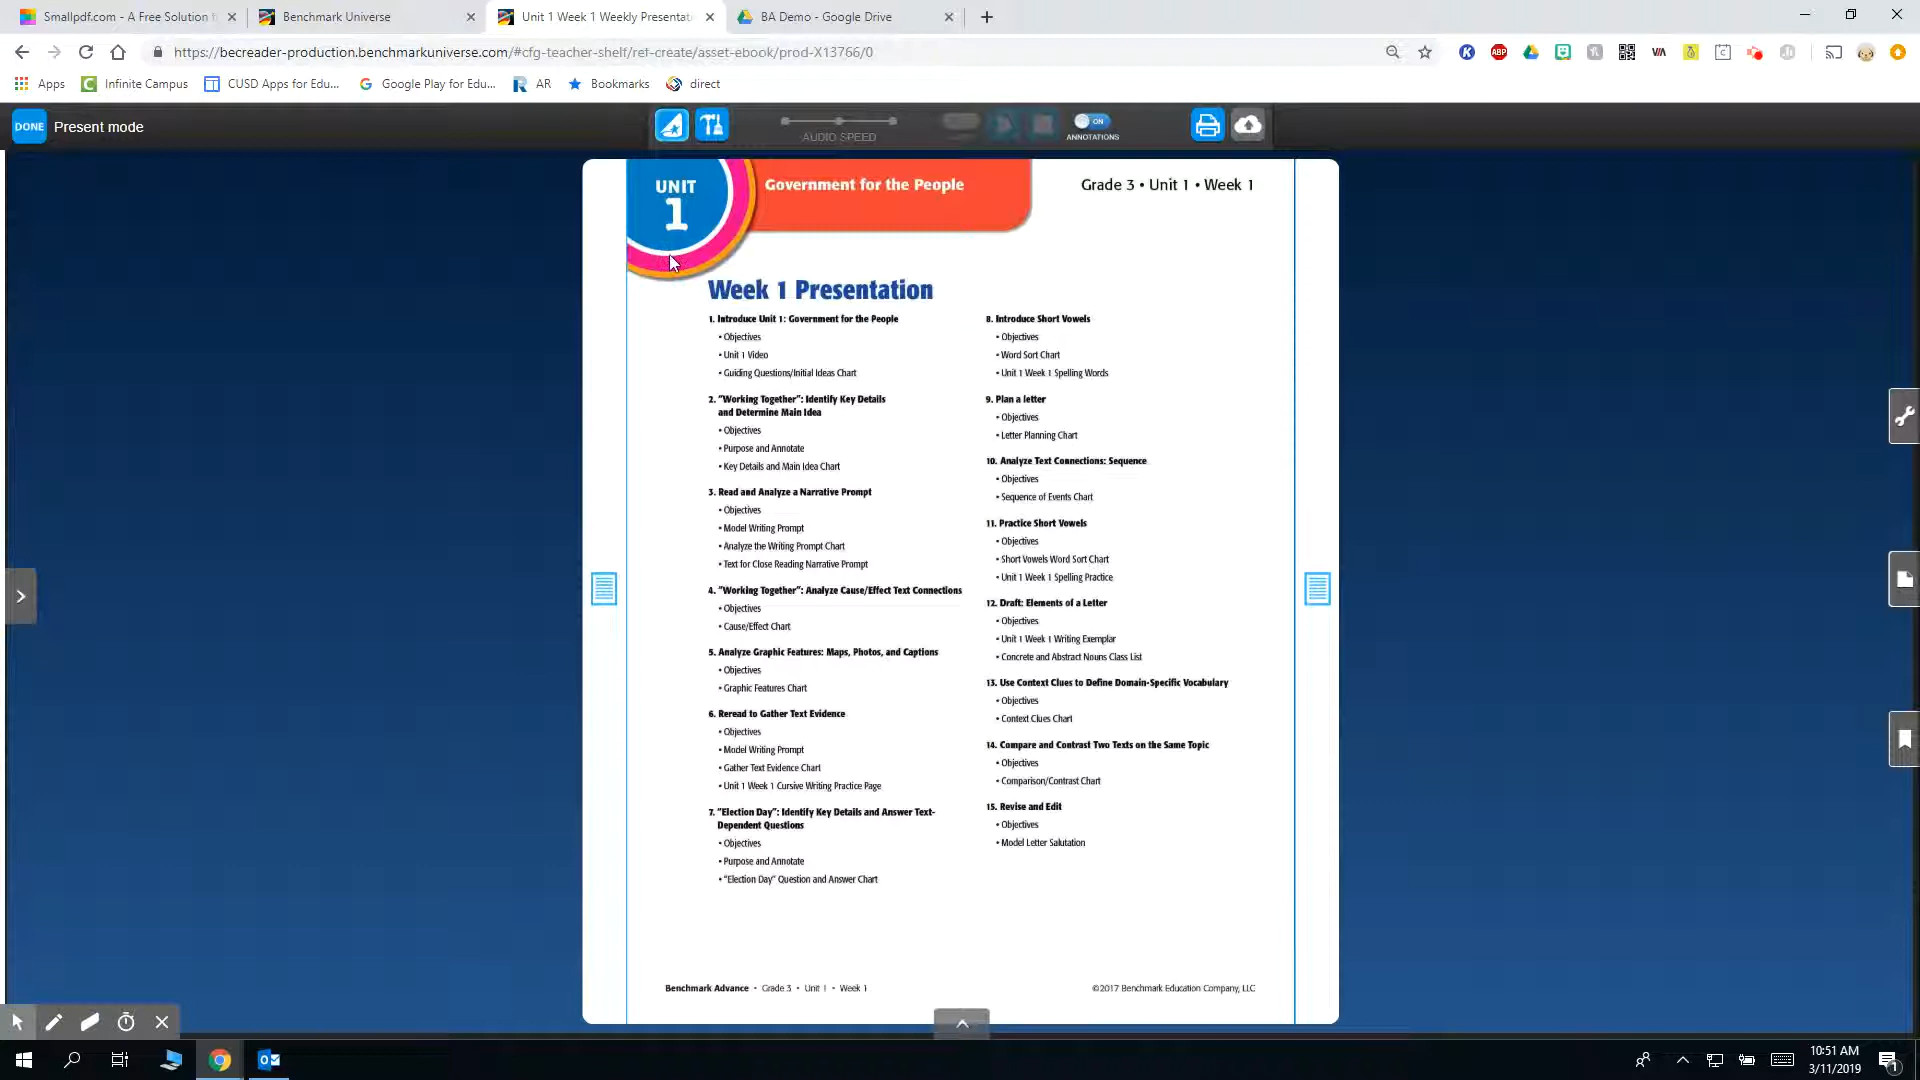 Smallpdf.com - A Free Solution t
Benchmark Universe
Unit 1 Week 1 Weekly Presentat
BA Demo - Google Drive
https://becreader-production.benchmarkuniverse.com/#cfg-teacher-shelf/ref-create/asset-ebook/prod-X13766/0
Apps
Infinite Campus
CUSD Apps for Edu...
Google Play for Edu...
AR
Bookmarks
direct
DONE
Present mode
AUDIO SPEED
ON
ANNOTATIONS
UNIT
1
Government for the People
Grade 3 • Unit 1 • Week 1
Week 1 Presentation
1. Introduce Unit 1: Government for the People
• Objectives
• Unit 1 Video
• Guiding Questions/Initial Ideas Chart
2. “Working Together”: Identify Key Details
and Determine Main Idea
• Objectives
• Purpose and Annotate
• Key Details and Main Idea Chart
3. Read and Analyze a Narrative Prompt
• Objectives
• Model Writing Prompt
• Analyze the Writing Prompt Chart
• Text for Close Reading Narrative Prompt
4. “Working Together”: Analyze Cause/Effect Text Connections
• Objectives
• Cause/Effect Chart
5. Analyze Graphic Features: Maps, Photos, and Captions
• Objectives
• Graphic Features Chart
6. Reread to Gather Text Evidence
• Objectives
• Model Writing Prompt
• Gather Text Evidence Chart
• Unit 1 Week 1 Cursive Writing Practice Page
7. “Election Day”: Identify Key Details and Answer Text-
Dependent Questions
• Objectives
• Purpose and Annotate
• “Election Day” Question and Answer Chart
8. Introduce Short Vowels
• Objectives
• Word Sort Chart
• Unit 1 Week 1 Spelling Words
9. Plan a letter
• Objectives
• Letter Planning Chart
10. Analyze Text Connections: Sequence
• Objectives
• Sequence of Events Chart
11. Practice Short Vowels
• Objectives
• Short Vowels Word Sort Chart
• Unit 1 Week 1 Spelling Practice
12. Draft: Elements of a Letter
• Objectives
• Unit 1 Week 1 Writing Exemplar
• Concrete and Abstract Nouns Class List
13. Use Context Clues to Define Domain-Specific Vocabulary
• Objectives
• Context Clues Chart
14. Compare and Contrast Two Texts on the Same Topic
• Objectives
• Comparison/Contrast Chart
15. Revise and Edit
• Objectives
• Model Letter Salutation
Benchmark Advance • Grade 3 • Unit 1 • Week 1
©2017 Benchmark Education Company, LLC
10:51 AM
3/11/2019